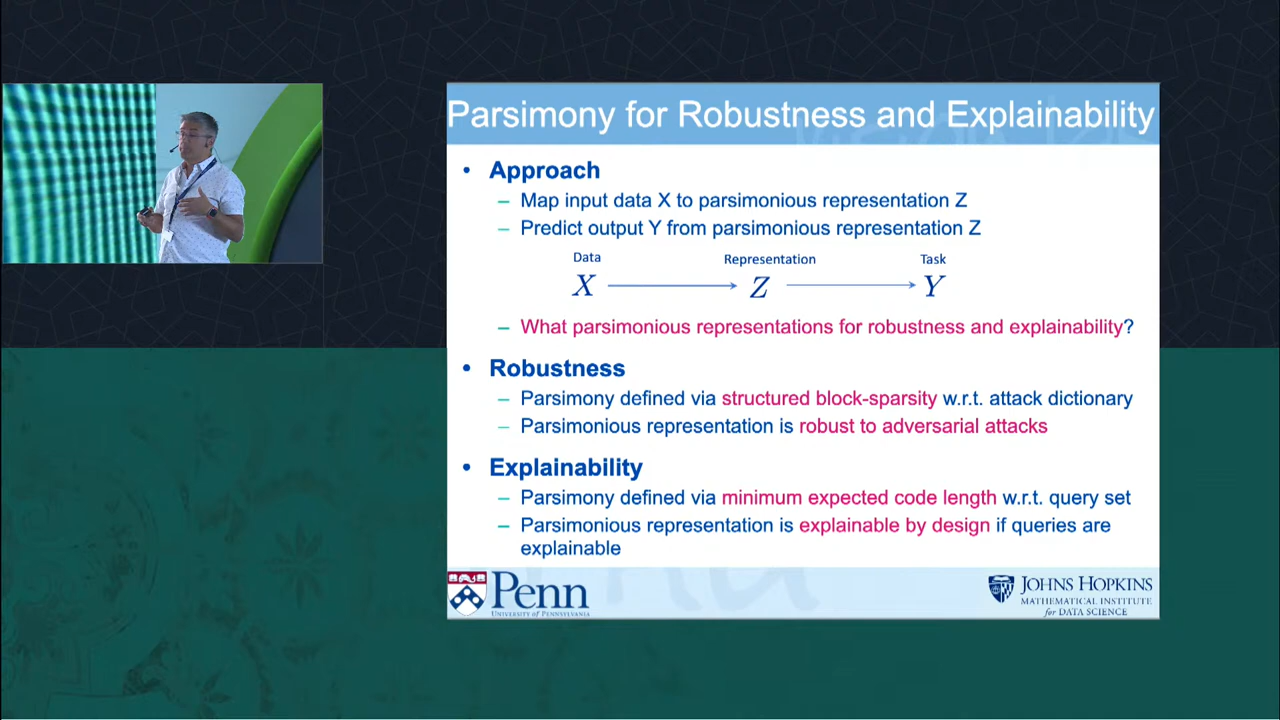 Parsimony for Robustness and Explainability
• Approach
– Map input data X to parsimonious representation Z
– Predict output Y from parsimonious representation Z
Data Representation Task
X Z Y
– What parsimonious representations for robustness and explainability?
• Robustness
– Parsimony defined via structured block-sparsity w.r.t. attack dictionary
– Parsimonious representation is robust to adversarial attacks
• Explainability
– Parsimony defined via minimum expected code length w.r.t. query set
– Parsimonious representation is explainable by design if queries are
explainable
Penn
UNIVERSITY of PENNSYLVANIA
JOHNS HOPKINS
MATHEMATICAL INSTITUTE
for DATA SCIENCE